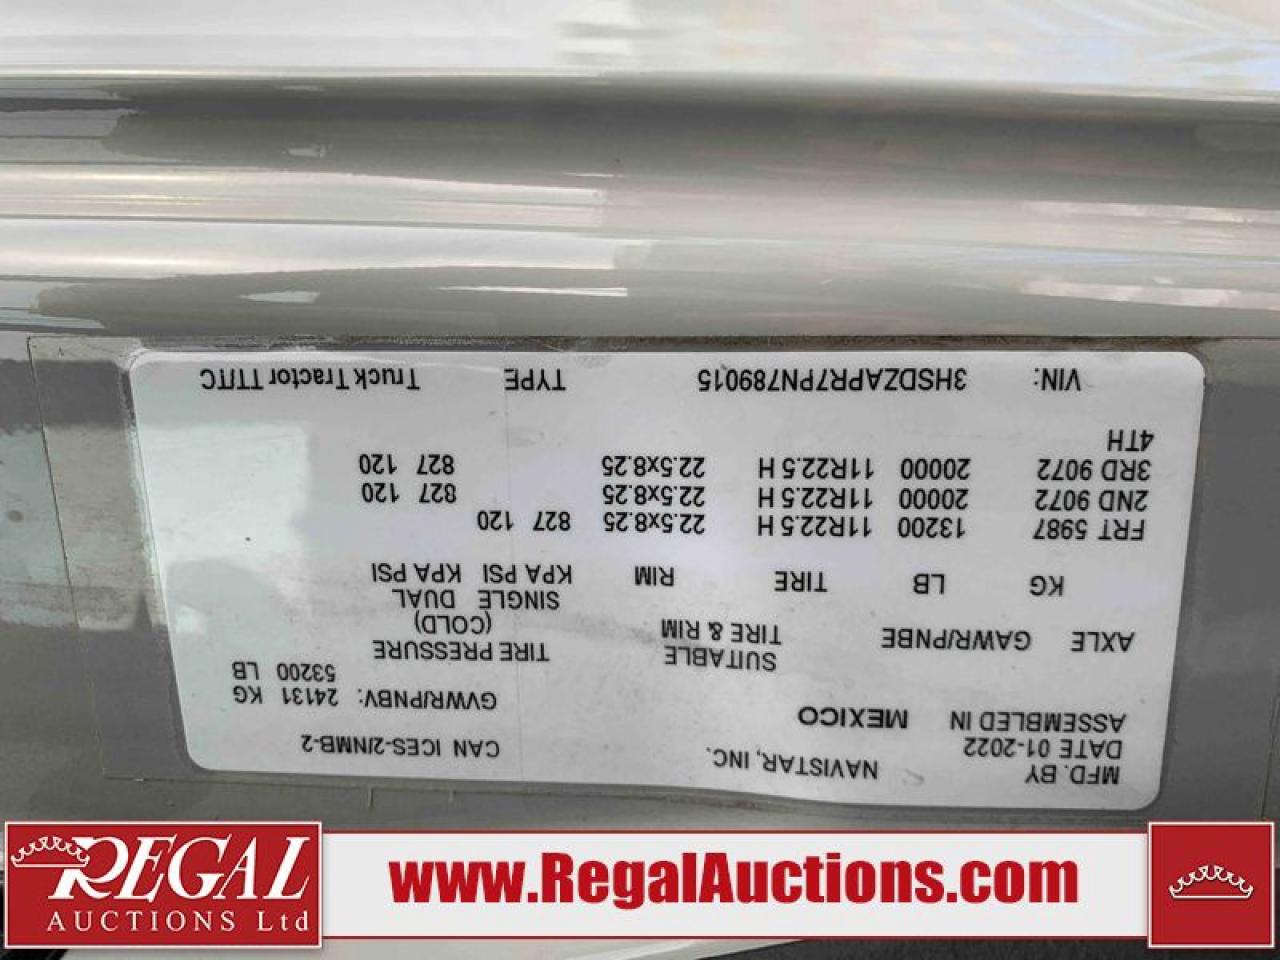 MFD. BY NAVISTAR, INC. CAN ICES-2/NMB-2
DATE 01-2022
ASSEMBLED IN MEXICO GVWR/PNBV: 24131 KG
53200 LB
SUITABLE TIRE PRESSURE
AXLE GAWR/PNBE TIRE & RIM (COLD)
SINGLE DUAL
KG LB TIRE RIM KPA PSI KPA PSI
FRT 5987 13200 11R22.5 H 22.5x8.25 827 120
2ND 9072 20000 11R22.5 H 22.5x8.25 827 120
3RD 9072 20000 11R22.5 H 22.5x8.25 827 120
4TH
VIN: 3HSDZAPR7PN789015 TYPE Truck Tractor TT/TC
REGAL
AUCTIONS Ltd
www.RegalAuctions.com